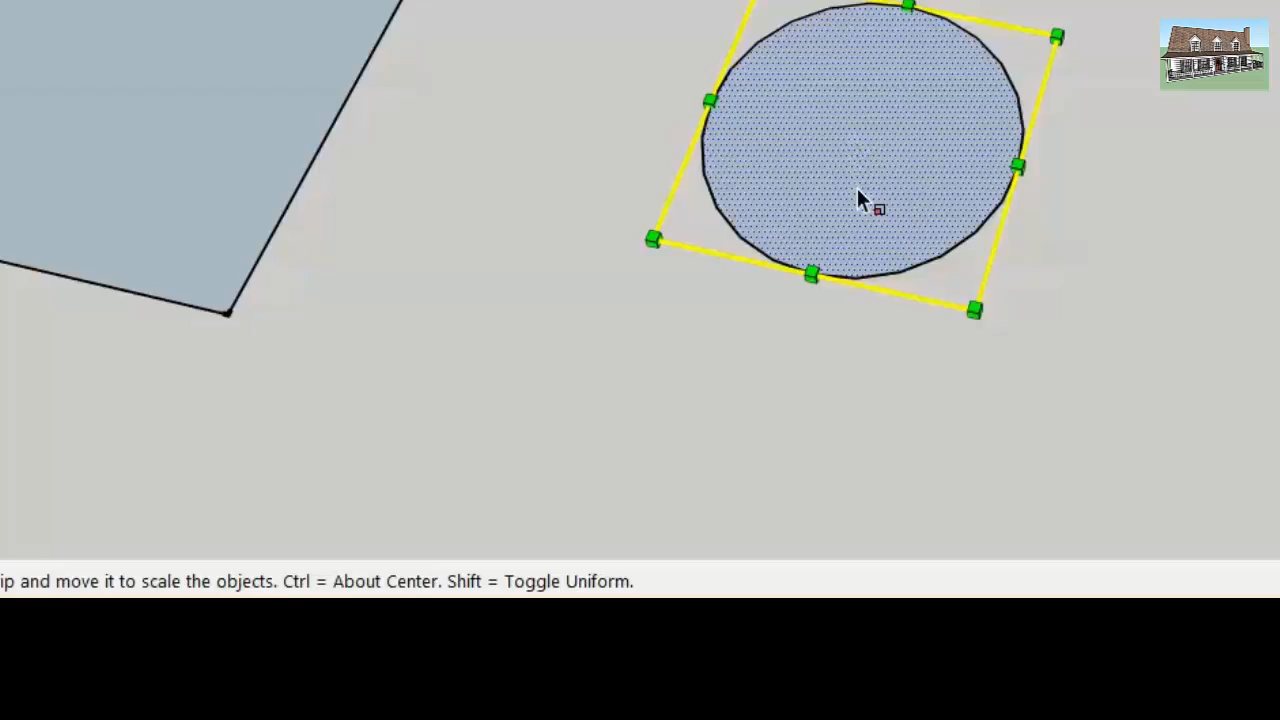 ip and move it to scale the objects. Ctrl = About Center. Shift = Toggle Uniform.